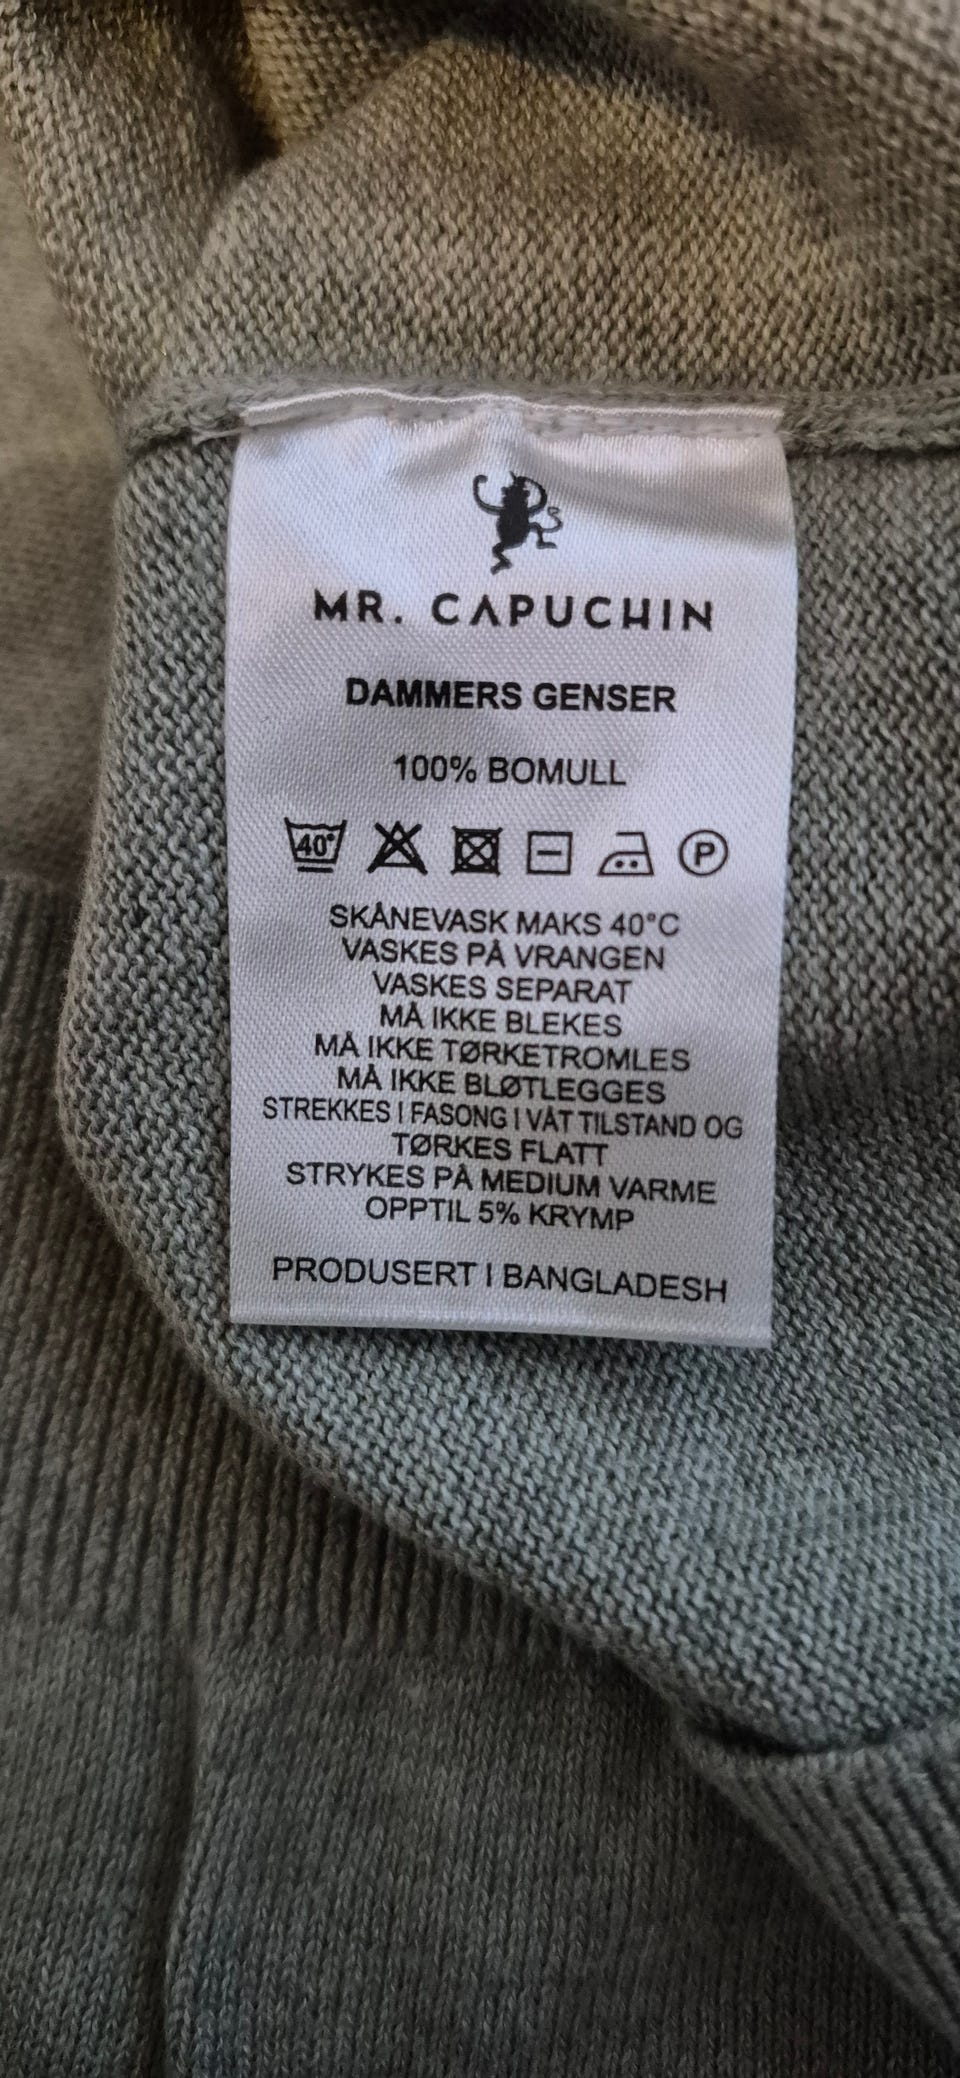 MR. CAPUCHIN
DAMMERS GENSER
100% BOMULL
40° P
SKÅNEVASK MAKS 40°C
VASKES PÅ VRANGEN
VASKES SEPARAT
MÅ IKKE BLEKES
MÅ IKKE TØRKETROMLES
MÅ IKKE BLØTLEGGES
STREKKES I FASONG I VÅT TILSTAND OG
TØRKES FLATT
STRYKES PÅ MEDIUM VARME
OPPTIL 5% KRYMP
PRODUSERT I BANGLADESH